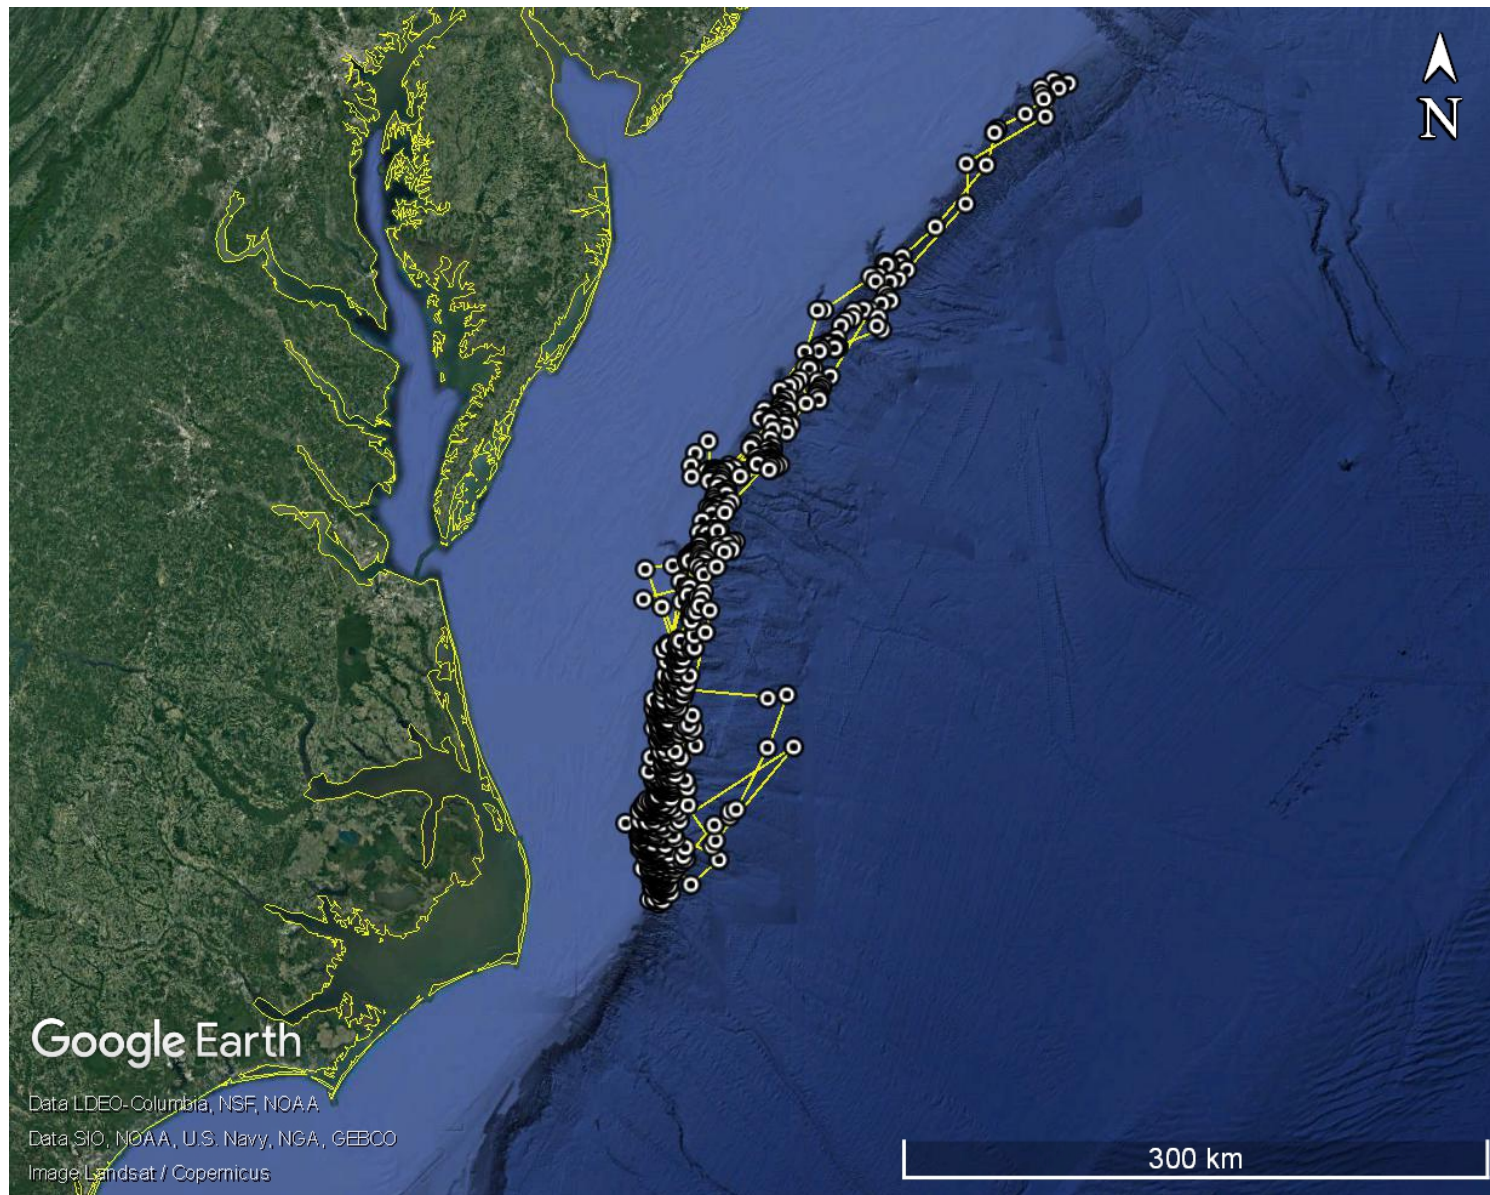 N
Google Earth
Data LDEO-Columbia, NSF, NOAA
Data SIO, NOAA, U.S. Navy, NGA, GEBCO
Image Landsat / Copernicus
300 km